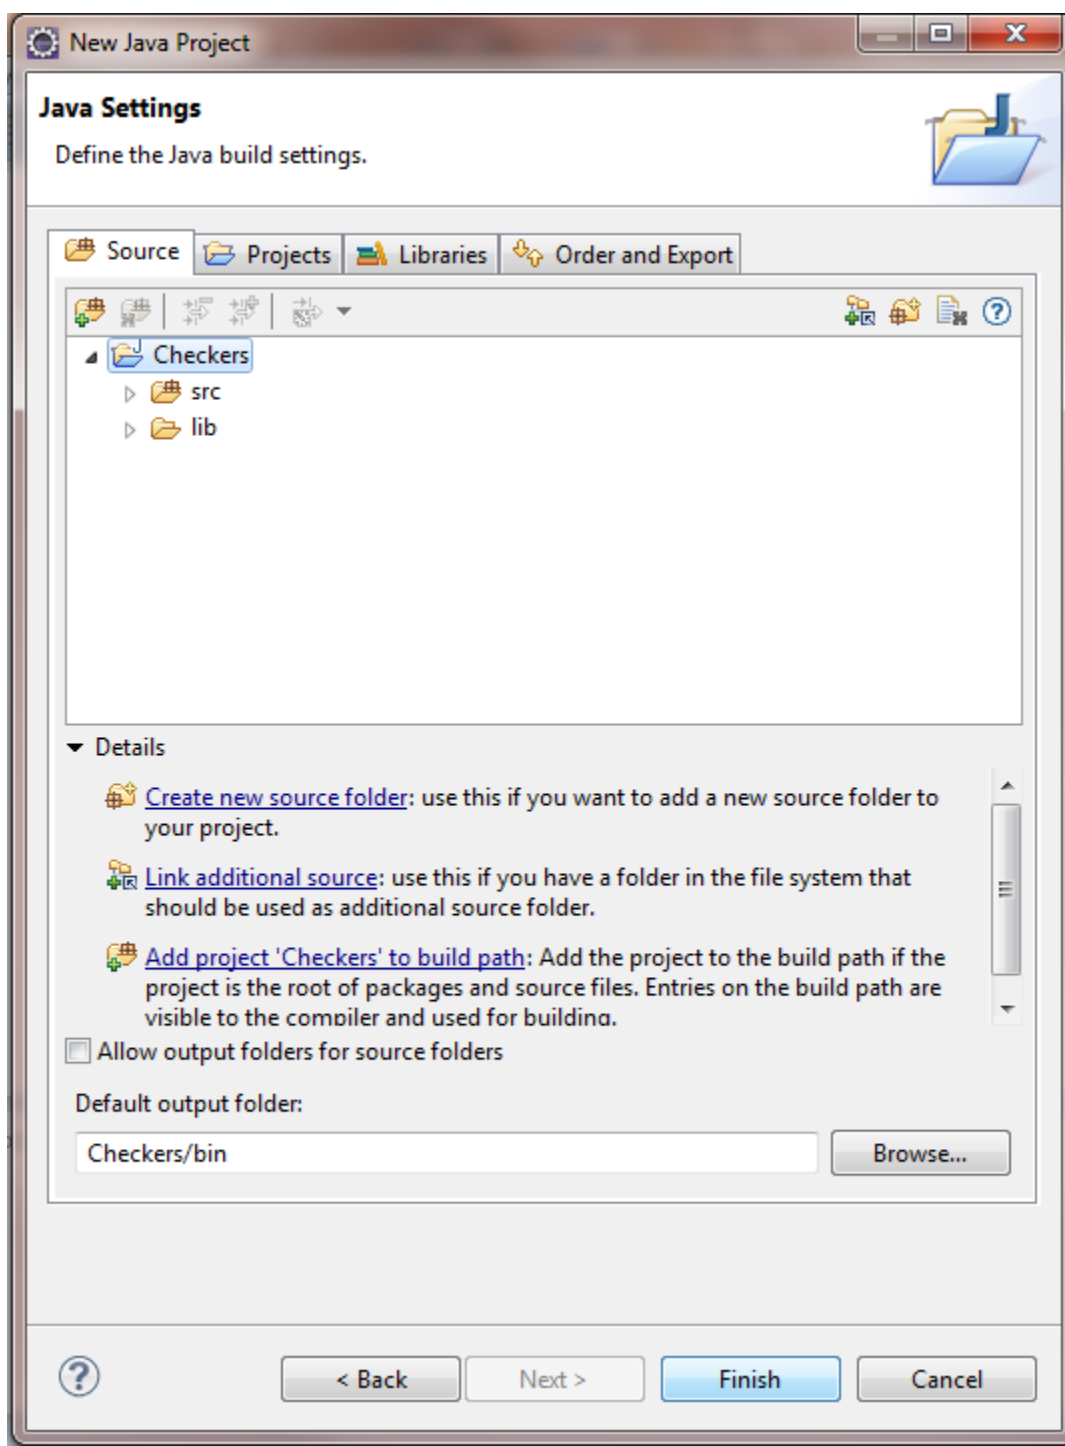 New Java Project
Java Settings
Define the Java build settings.
Source Projects Libraries Order and Export
Checkers
src
lib
Details
Create new source folder: use this if you want to add a new source folder to
your project.
Link additional source: use this if you have a folder in the file system that
should be used as additional source folder.
Add project 'Checkers' to build path: Add the project to the build path if the
project is the root of packages and source files. Entries on the build path are
visible to the compiler and used for building.
Allow output folders for source folders
Default output folder:
Checkers/bin Browse...
< Back Next > Finish Cancel